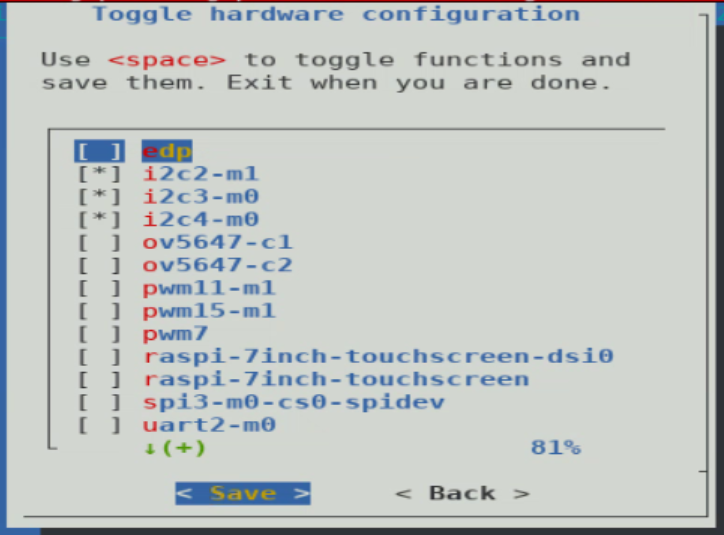 Toggle hardware configuration
Use <space> to toggle functions and
save them. Exit when you are done.
[ ] edp
[*] i2c2-m1
[*] i2c3-m0
[*] i2c4-m0
[ ] ov5647-c1
[ ] ov5647-c2
[ ] pwm11-m1
[ ] pwm15-m1
[ ] pwm7
[ ] raspi-7inch-touchscreen-dsi0
[ ] raspi-7inch-touchscreen
[ ] spi3-m0-cs0-spidev
[ ] uart2-m0
↓(+) 81%
< Save > < Back >